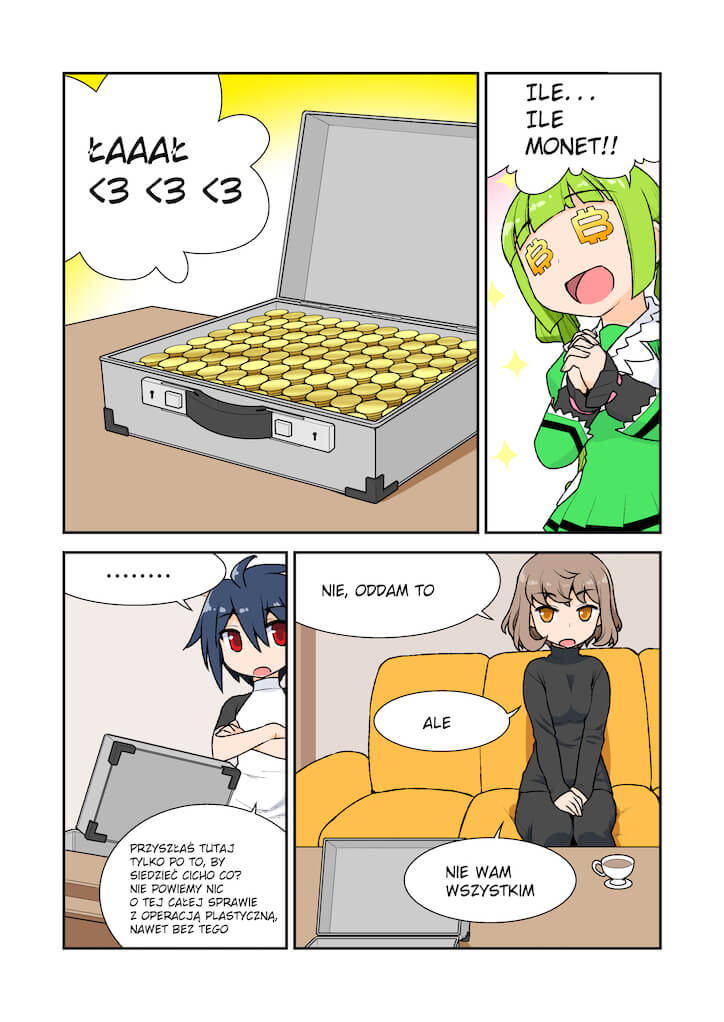 ŁAAAŁ
<3 <3 <3
ILE...
ILE
MONET!!
........
PRZYSZŁAŚ TUTAJ
TYLKO PO TO, BY
SIEDZIEĆ CICHO CO?
NIE POWIEMY NIC
O TEJ CAŁEJ SPRAWIE
Z OPERACJĄ PLASTYCZNĄ,
NAWET BEZ TEGO
NIE, ODDAM TO
ALE
NIE WAM
WSZYSTKIM